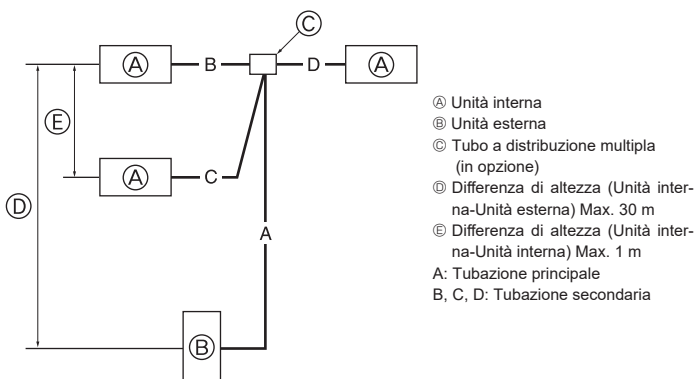 Ⓒ
Ⓐ B D Ⓐ
Ⓔ
Ⓐ C
Ⓓ
A
Ⓑ
Ⓐ Unità interna
Ⓑ Unità esterna
Ⓒ Tubo a distribuzione multipla
(in opzione)
Ⓓ Differenza di altezza (Unità inter-
na-Unità esterna) Max. 30 m
Ⓔ Differenza di altezza (Unità inter-
na-Unità interna) Max. 1 m
A: Tubazione principale
B, C, D: Tubazione secondaria